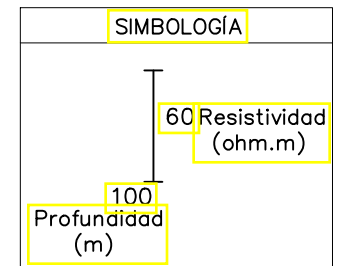 SIMBOLOGÍA
60 Resistividad
(ohm.m)
100
Profundidad
(m)